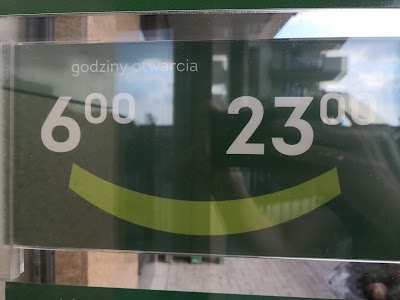 godziny otwarcia
6⁰⁰ 23⁰⁰